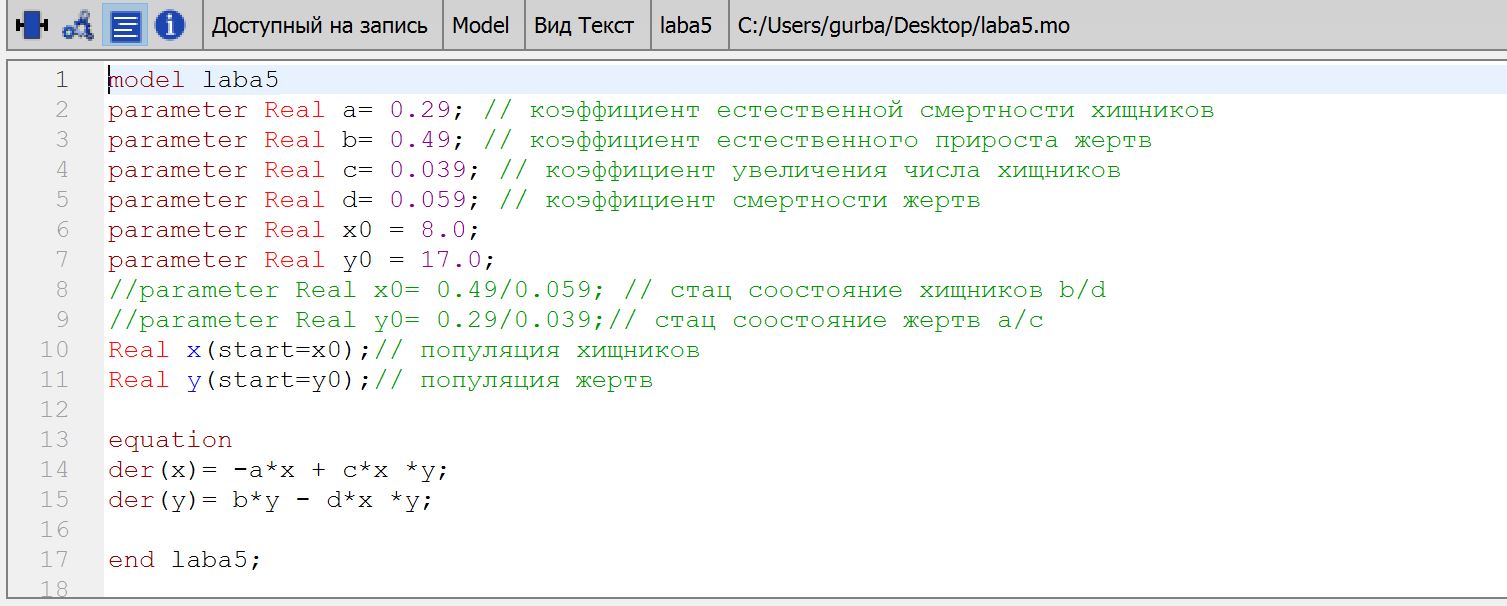 Доступный на запись Model Вид Текст laba5 C:/Users/gurba/Desktop/laba5.mo
1 model laba5
2 parameter Real a= 0.29; // коэффициент естественной смертности хищников
3 parameter Real b= 0.49; // коэффициент естественного прироста жертв
4 parameter Real c= 0.039; // коэффициент увеличения числа хищников
5 parameter Real d= 0.059; // коэффициент смертности жертв
6 parameter Real x0 = 8.0;
7 parameter Real y0 = 17.0;
8 //parameter Real x0= 0.49/0.059; // стац соостояние хищников b/d
9 //parameter Real y0= 0.29/0.039;// стац соостояние жертв a/c
10 Real x(start=x0);// популяция хищников
11 Real y(start=y0);// популяция жертв
12
13 equation
14 der(x)= -a*x + c*x *y;
15 der(y)= b*y - d*x *y;
16
17 end laba5;
18